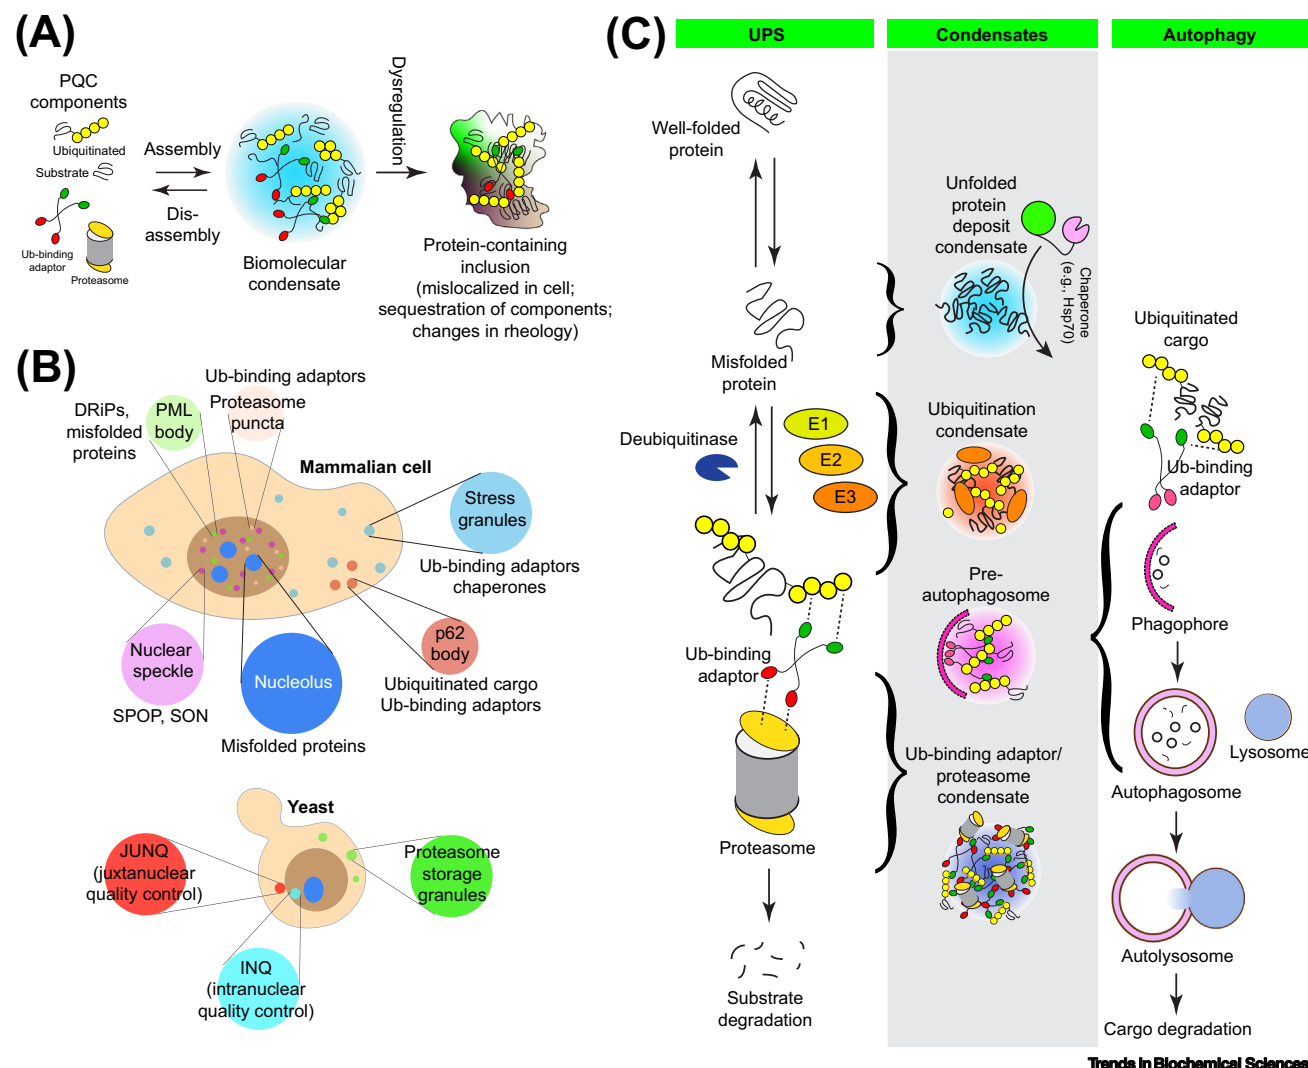 (A)
PQC
components
Ubiquitinated
Substrate
Ub-binding
adaptor
Proteasome
Assembly
Dis-
assembly
Biomolecular
condensate
Dysregulation
Protein-containing
inclusion
(mislocalized in cell;
sequestration of components;
changes in rheology)
(B)
Ub-binding adaptors
DRiPs,
misfolded
proteins
PML
body
Proteasome
puncta
Mammalian cell
Stress
granules
Ub-binding adaptors
chaperones
p62
body
Ubiquitinated cargo
Ub-binding adaptors
Nuclear
speckle
SPOP, SON
Nucleolus
Misfolded proteins
Yeast
JUNQ
(juxtanuclear
quality control)
Proteasome
storage
granules
INQ
(intranuclear
quality control)
(C)
UPS
Condensates
Autophagy
Well-folded
protein
Misfolded
protein
Deubiquitinase
E1
E2
E3
Ub-binding
adaptor
Proteasome
Substrate
degradation
Unfolded
protein
deposit
condensate
Chaperone
(e.g., Hsp70)
Ubiquitination
condensate
Pre-
autophagosome
Ub-binding adaptor/
proteasome
condensate
Ubiquitinated
cargo
Ub-binding
adaptor
Phagophore
Lysosome
Autophagosome
Autolysosome
Cargo degradation
Trends in Biochemical Sciences